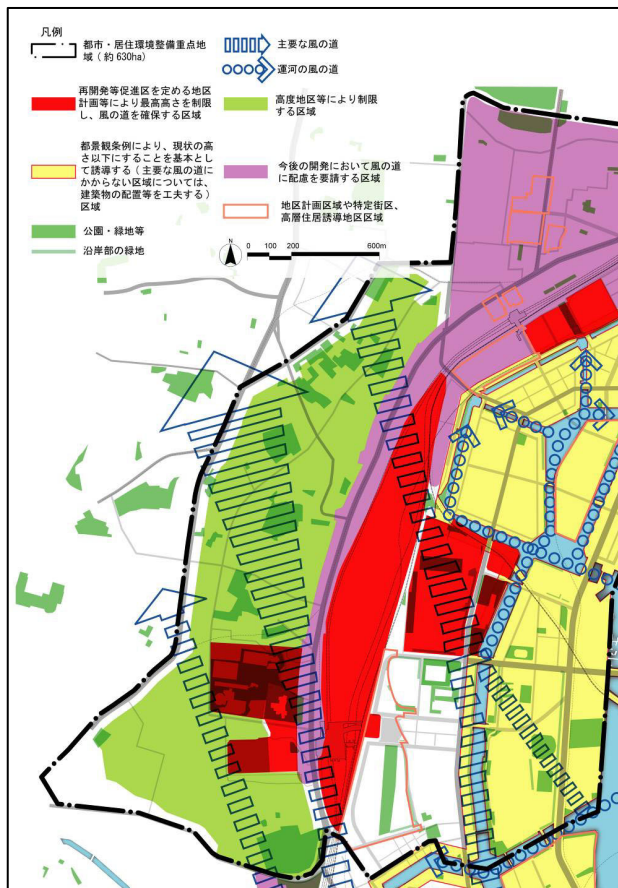 凡例
都市・居住環境整備重点地
域(約630ha)
主要な風の道
運河の風の道
再開発等促進区を定める地区
計画等により最高高さを制限
し、風の道を確保する区域
高度地区等により制限
する区域
都景観条例により、現状の高
さ以下にすることを基本とし
て誘導する(主要な風の道に
かからない区域については、
建築物の配置等を工夫する)
区域
今後の開発において風の道
に配慮を要請する区域
地区計画区域や特定街区、
高層住居誘導地区区域
公園・緑地等
沿岸部の緑地
N
0 100 200 600m